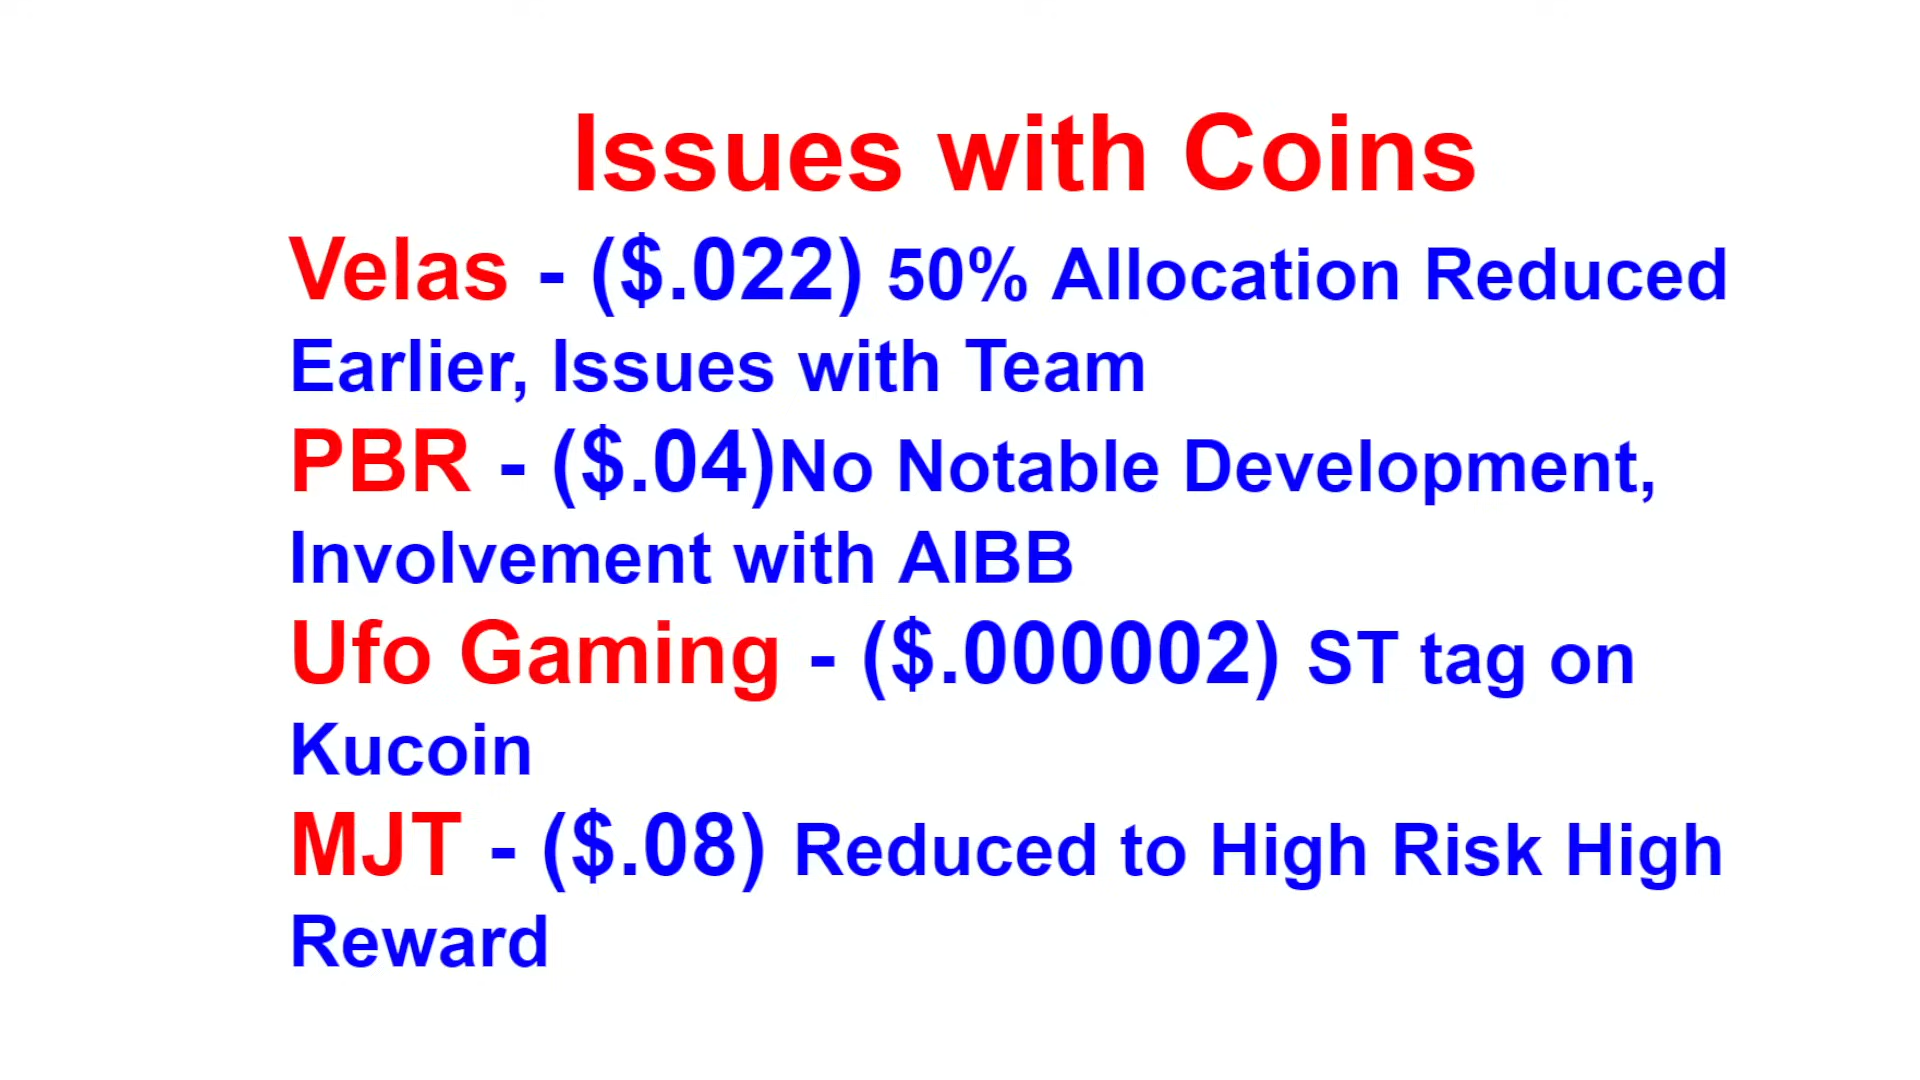 Issues with Coins
Velas - ($.022) 50% Allocation Reduced
Earlier, Issues with Team
PBR - ($.04)No Notable Development,
Involvement with AIBB
Ufo Gaming - ($.000002) ST tag on
Kucoin
MJT - ($.08) Reduced to High Risk High
Reward